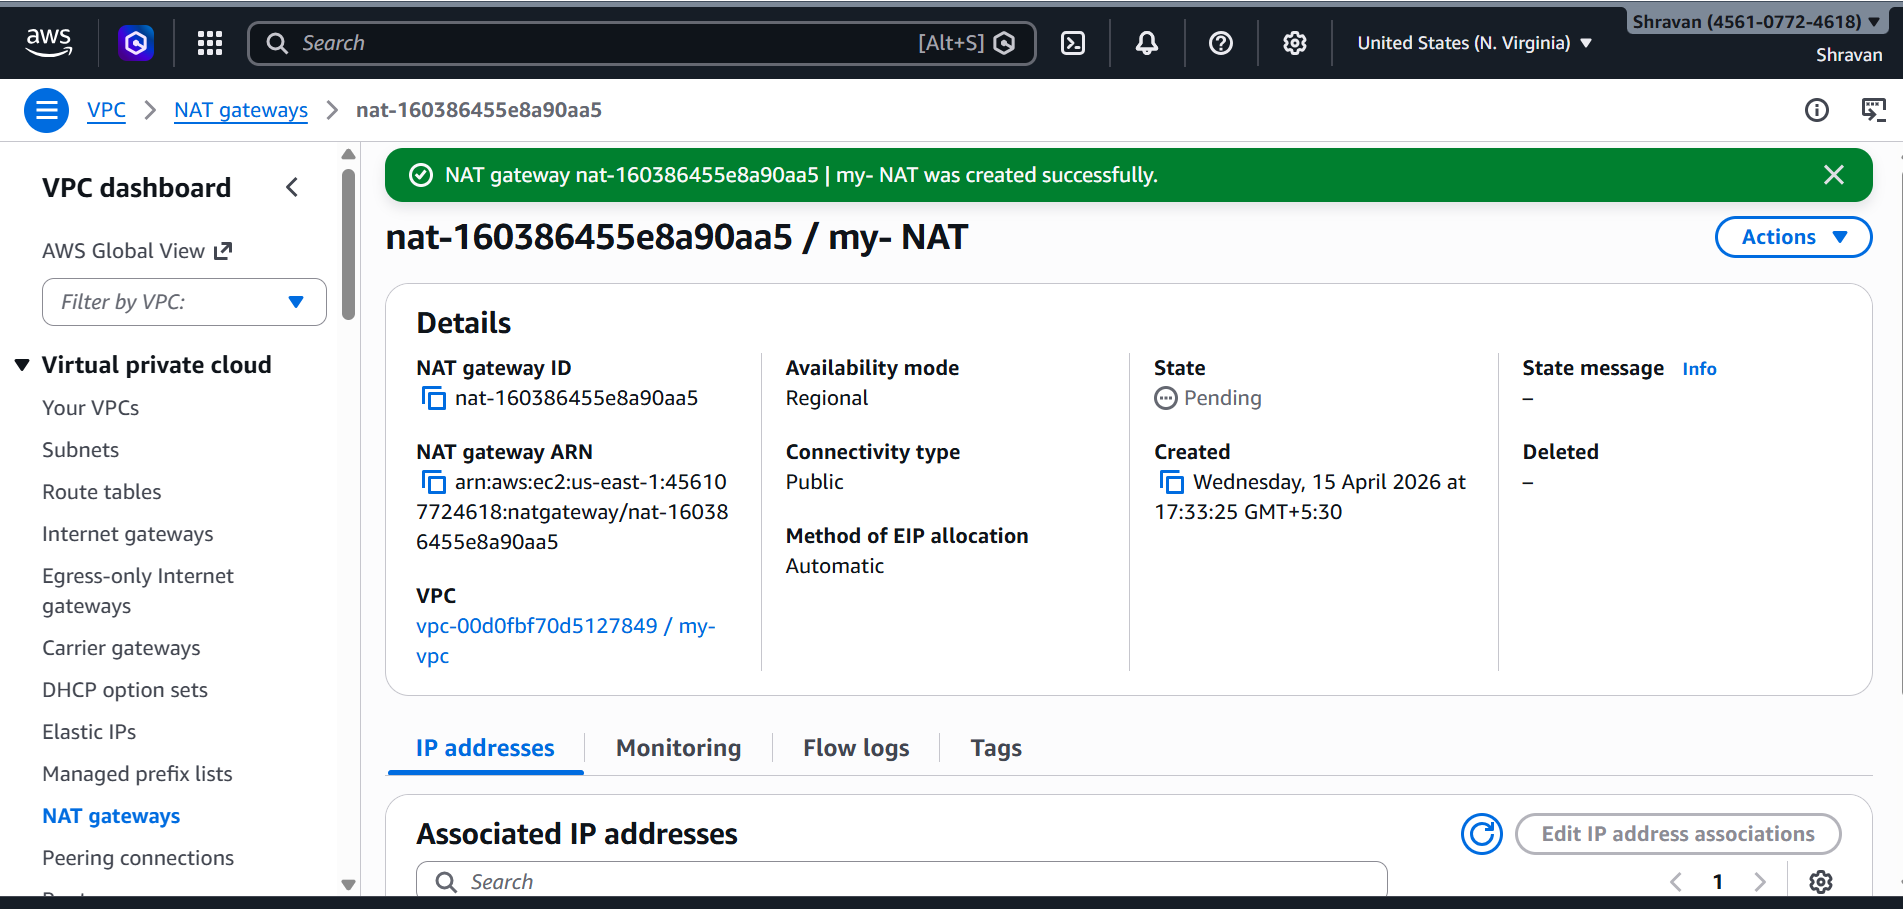 aws
Search
[Alt+S]
United States (N. Virginia)
Shravan (4561-0772-4618)
Shravan
VPC
NAT gateways
nat-160386455e8a90aa5
VPC dashboard
AWS Global View
Filter by VPC:
Virtual private cloud
Your VPCs
Subnets
Route tables
Internet gateways
Egress-only Internet
gateways
Carrier gateways
DHCP option sets
Elastic IPs
Managed prefix lists
NAT gateways
Peering connections
NAT gateway nat-160386455e8a90aa5 | my- NAT was created successfully.
nat-160386455e8a90aa5 / my- NAT
Actions
Details
NAT gateway ID
nat-160386455e8a90aa5
NAT gateway ARN
arn:aws:ec2:us-east-1:45610
7724618:natgateway/nat-16038
6455e8a90aa5
VPC
vpc-00d0fbf70d5127849 / my-
vpc
Availability mode
Regional
Connectivity type
Public
Method of EIP allocation
Automatic
State
Pending
Created
Wednesday, 15 April 2026 at
17:33:25 GMT+5:30
State message Info
–
Deleted
–
IP addresses
Monitoring
Flow logs
Tags
Associated IP addresses
Edit IP address associations
Search
1